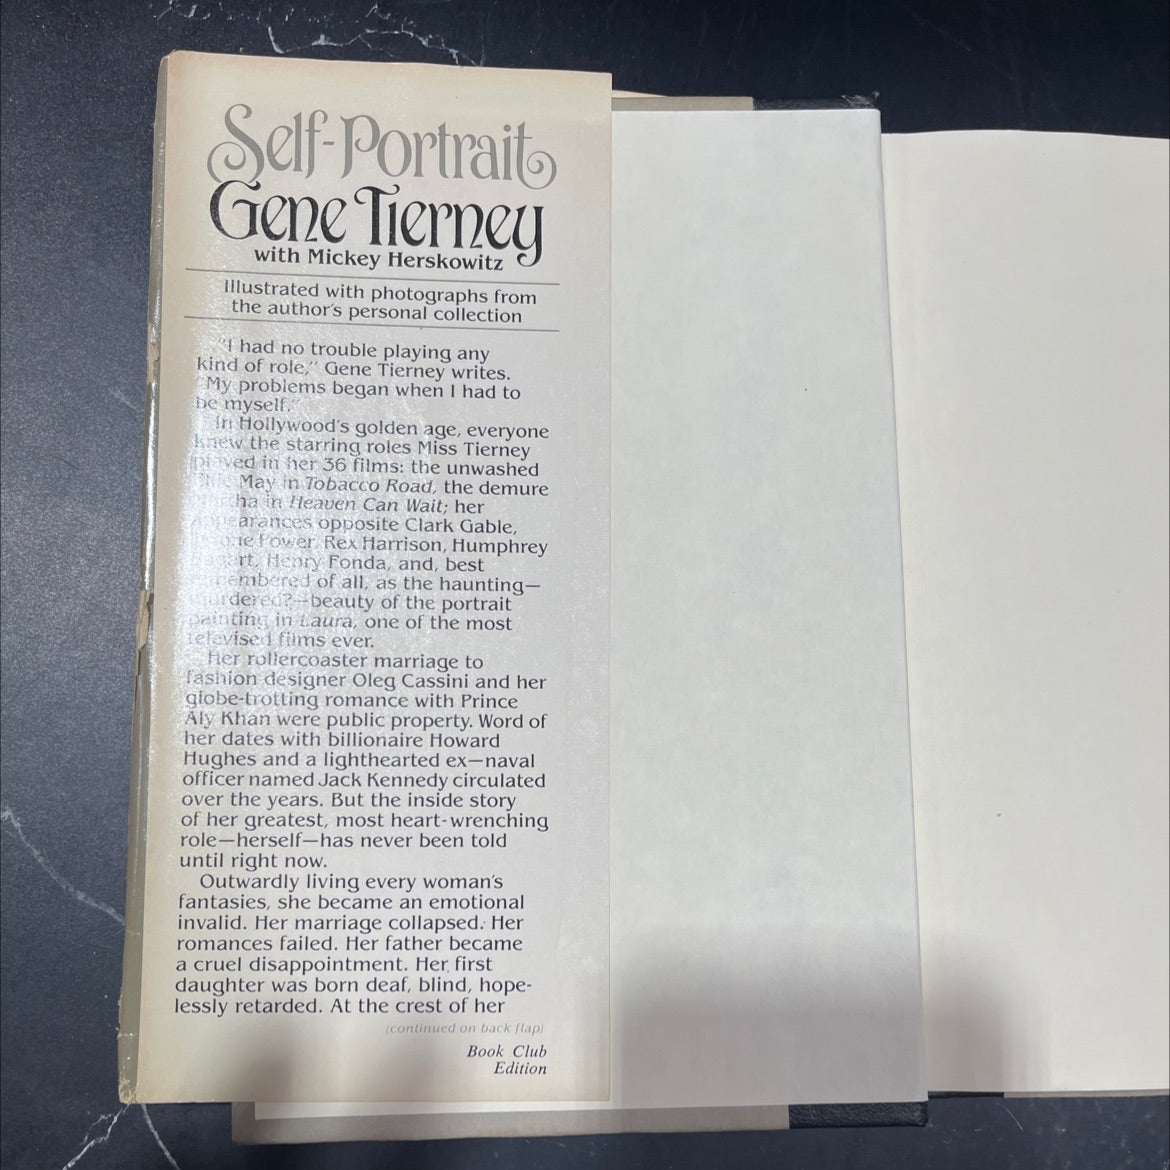 Self-Portrait
Gene Tierney
with Mickey Herskowitz
Illustrated with photographs from
the author's personal collection
"I had no trouble playing any
kind of role," Gene Tierney writes.
"My problems began when I had to
be myself."
In Hollywood's golden age, everyone
knew the starring roles Miss Tierney
played in her 36 films: the unwashed
May in Tobacco Road, the demure
in Heaven Can Wait; her
appearances opposite Clark Gable,
Power, Rex Harrison, Humphrey
Henry Fonda, and, best
remembered of all, as the haunting—
murdered?—beauty of the portrait
painting in Laura, one of the most
televised films ever.
Her rollercoaster marriage to
fashion designer Oleg Cassini and her
globe-trotting romance with Prince
Aly Khan were public property. Word of
her dates with billionaire Howard
Hughes and a lighthearted ex—naval
officer named Jack Kennedy circulated
over the years. But the inside story
of her greatest, most heart-wrenching
role—herself—has never been told
until right now.
Outwardly living every woman's
fantasies, she became an emotional
invalid. Her marriage collapsed. Her
romances failed. Her father became
a cruel disappointment. Her first
daughter was born deaf, blind, hope-
lessly retarded. At the crest of her
(continued on back flap)
Book Club
Edition